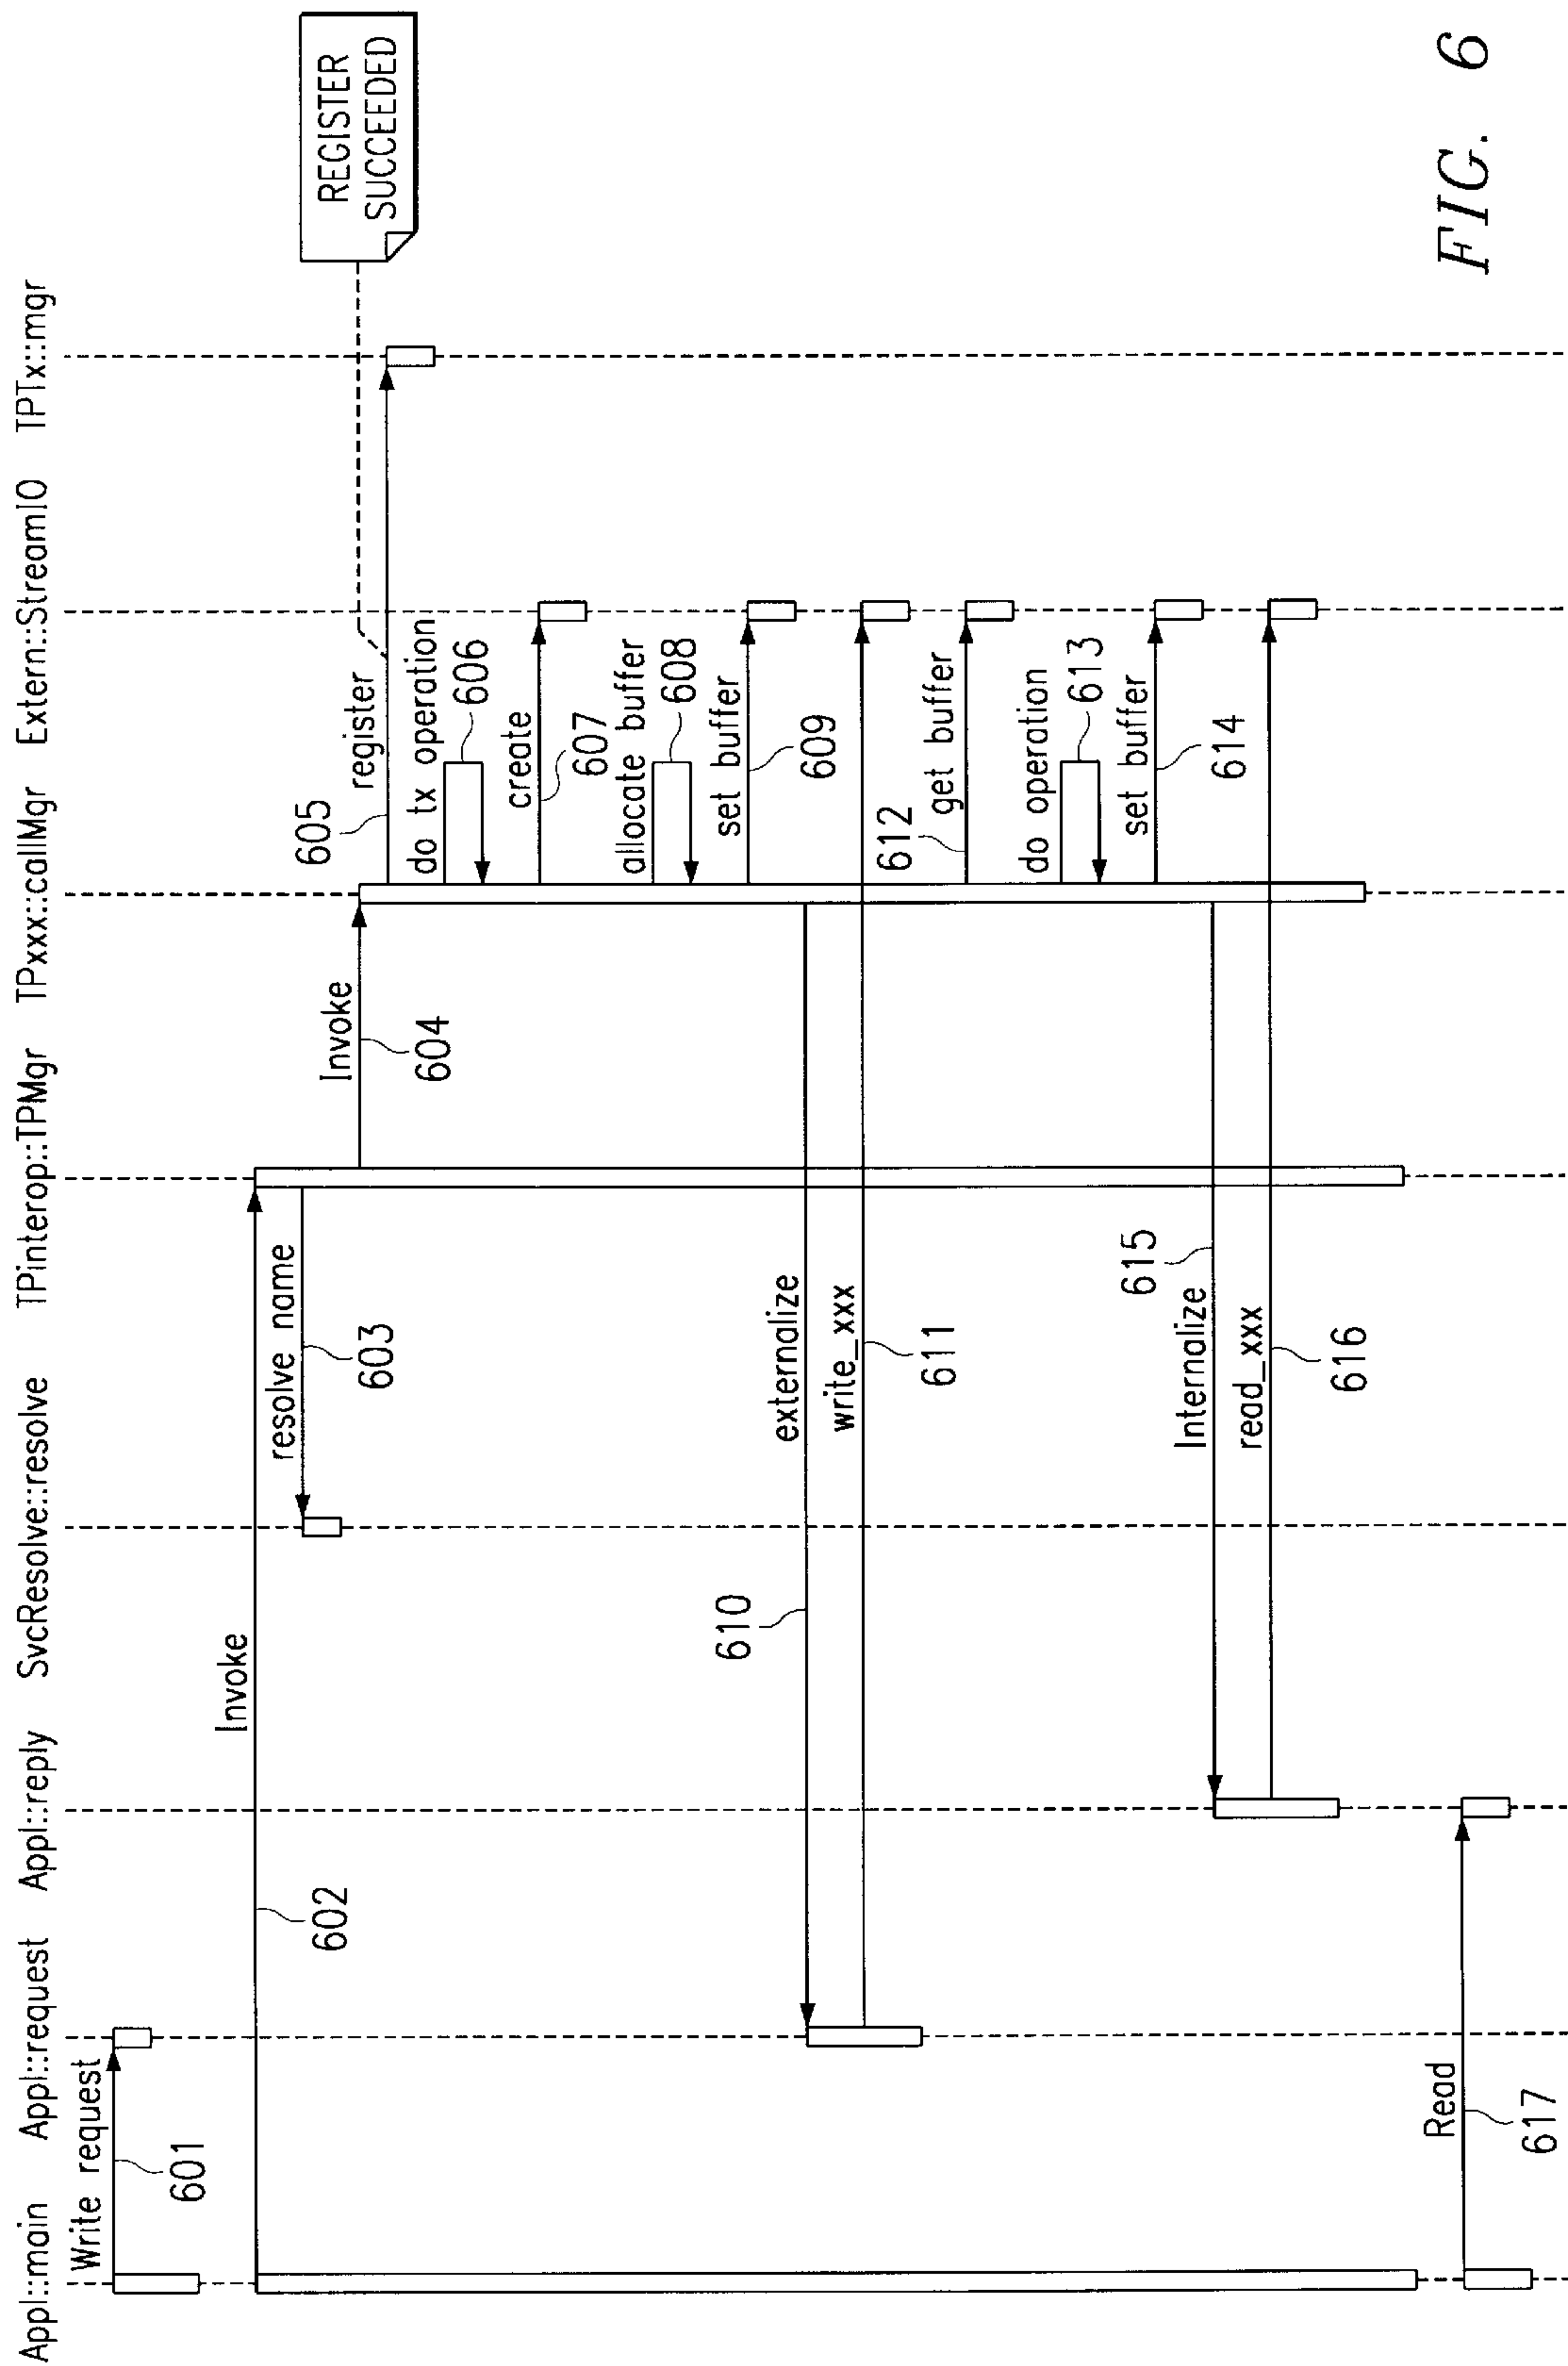 Appl::main Appl::request Appl::reply SvcResolve::resolve TPinterop::TPMgr TPxxx::callMgr Extern::StreamIO TPTx::mgr
Write request
601
Invoke
602
resolve name
603
REGISTER
SUCCEEDED
Invoke
604
605
register
do tx operation
606
create
607
allocate buffer
608
set buffer
609
610
externalize
write_xxx
611
612
get buffer
do operation
613
set buffer
614
615
Internalize
read_xxx
616
Read
617
FIG. 6